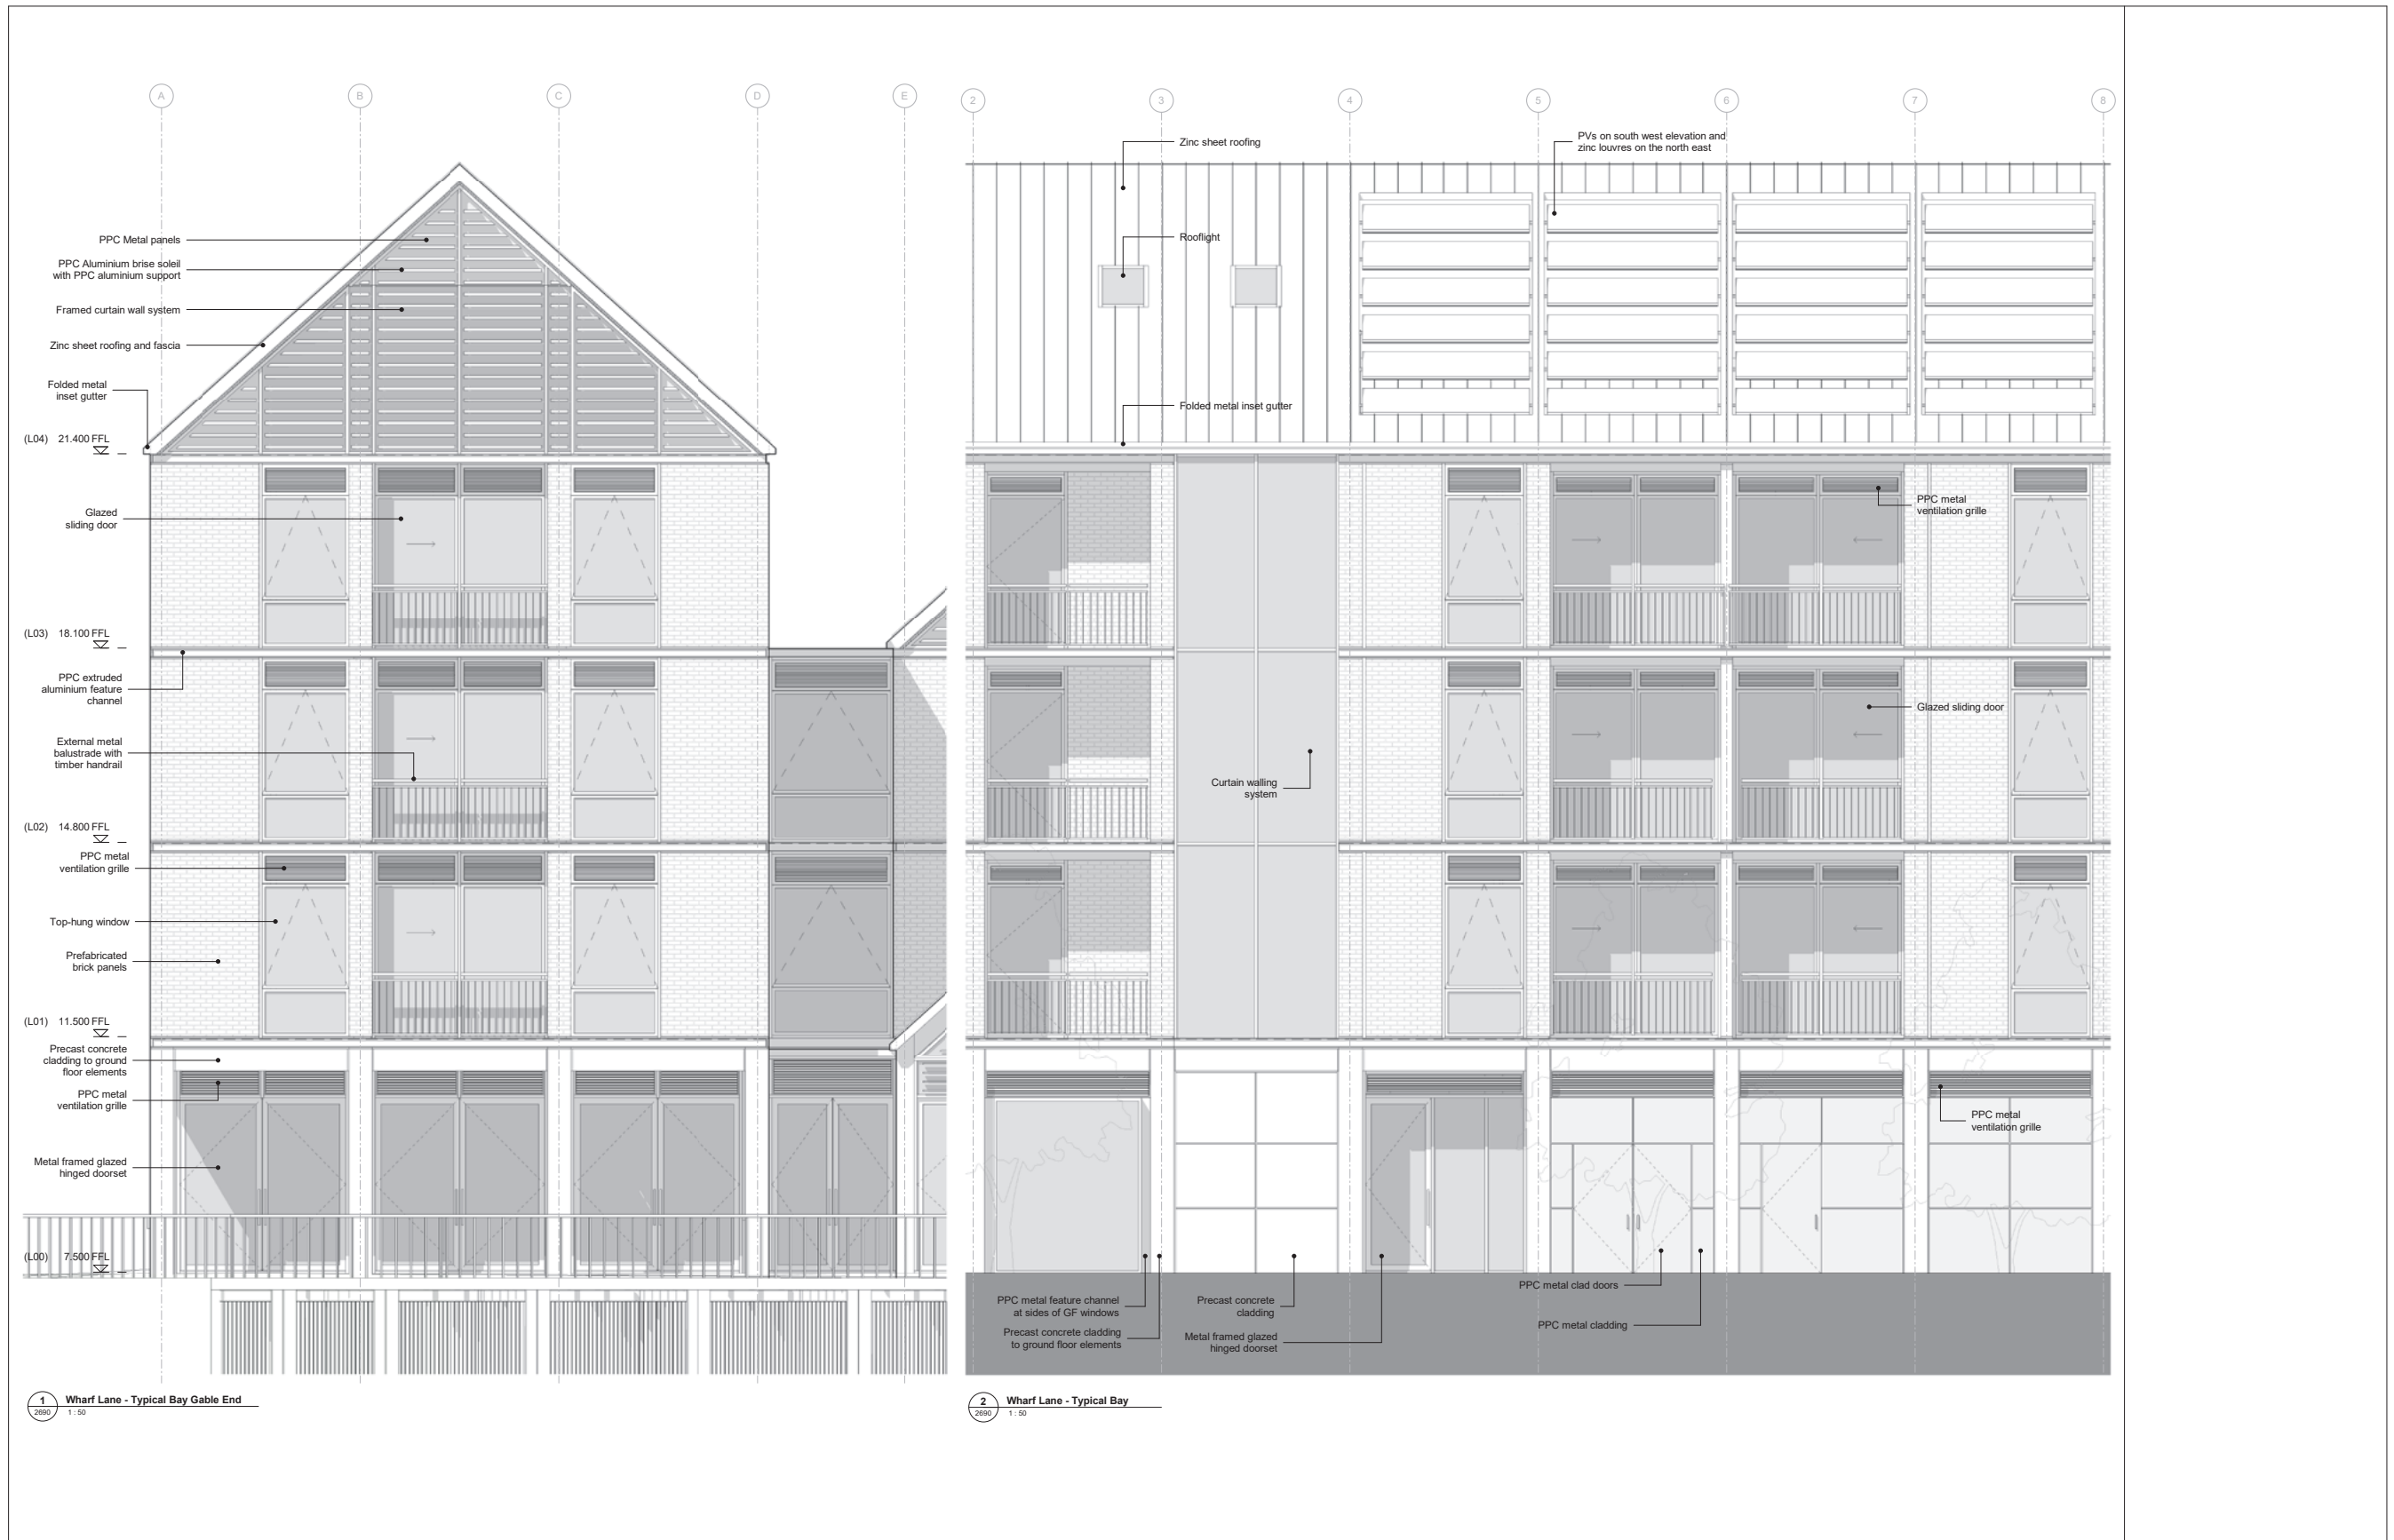 A
B
C
D
E
PPC Metal panels
PPC Aluminium brise soleil
with PPC aluminium support
Framed curtain wall system
Zinc sheet roofing and fascia
Folded metal
inset gutter
(L04) 21.400 FFL
Glazed
sliding door
(L03) 18.100 FFL
PPC extruded
aluminium feature
channel
External metal
balustrade with
timber handrail
(L02) 14.800 FFL
PPC metal
ventilation grille
Top-hung window
Prefabricated
brick panels
(L01) 11.500 FFL
Precast concrete
cladding to ground
floor elements
PPC metal
ventilation grille
Metal framed glazed
hinged doorset
(L00) 7.500 FFL
1
2690
Wharf Lane - Typical Bay Gable End
1 : 50
2
3
4
5
6
7
8
Zinc sheet roofing
PVs on south west elevation and
zinc louvres on the north east
Rooflight
Folded metal inset gutter
PPC metal
ventilation grille
Glazed sliding door
Curtain walling
system
PPC metal
ventilation grille
PPC metal feature channel
at sides of GF windows
Precast concrete cladding
to ground floor elements
Precast concrete
cladding
Metal framed glazed
hinged doorset
PPC metal clad doors
PPC metal cladding
2
2690
Wharf Lane - Typical Bay
1 : 50